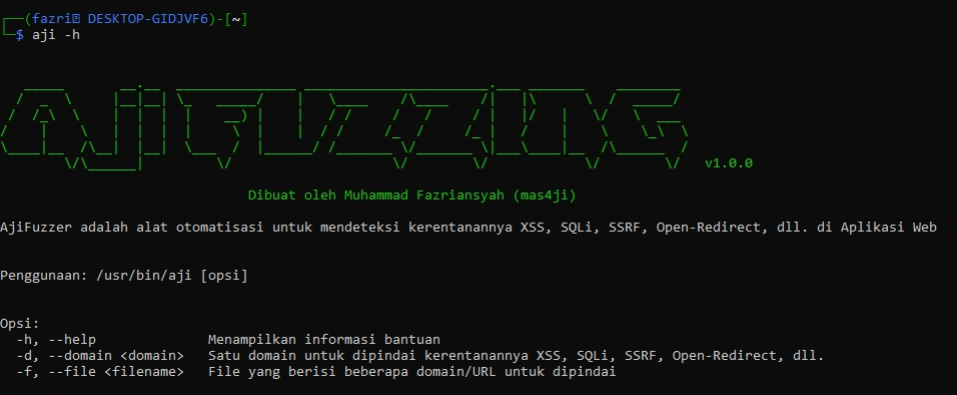 (fazri DESKTOP-GIDJVF6)-[~]
$ aji -h
AjiFUZZING
v1.0.0
Dibuat oleh Muhammad Fazriansyah (mas4ji)
AjiFuzzer adalah alat otomatisasi untuk mendeteksi kerentanannya XSS, SQLi, SSRF, Open-Redirect, dll. di Aplikasi Web
Penggunaan: /usr/bin/aji [opsi]
Opsi:
-h, --help Menampilkan informasi bantuan
-d, --domain <domain> Satu domain untuk dipindai kerentanannya XSS, SQLi, SSRF, Open-Redirect, dll.
-f, --file <filename> File yang berisi beberapa domain/URL untuk dipindai